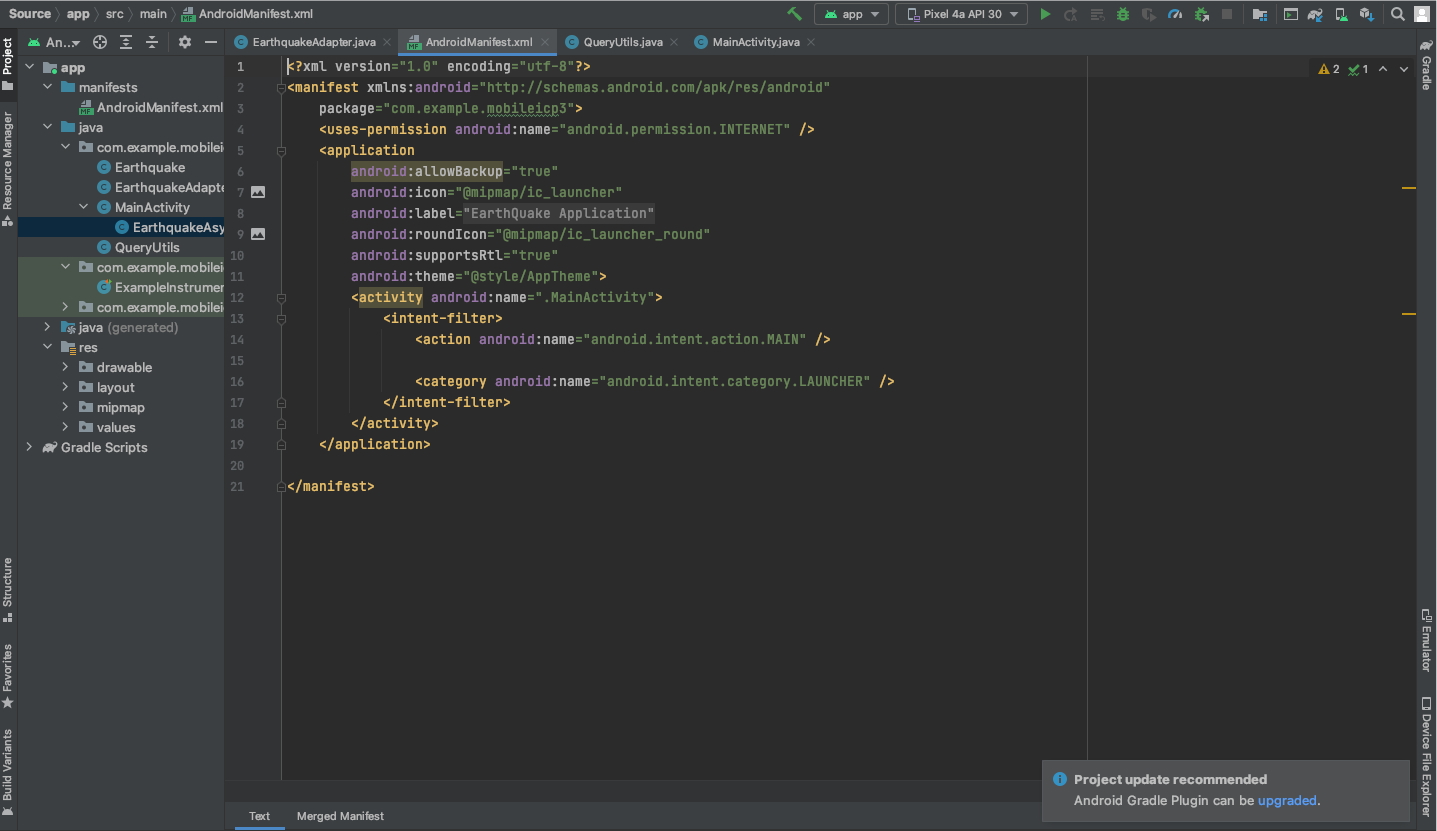 Source app src main AndroidManifest.xml
app Pixel 4a API 30
An...
EarthquakeAdapter.java AndroidManifest.xml QueryUtils.java MainActivity.java
Project
Resource Manager
Structure
Favorites
Build Variants
app
manifests
AndroidManifest.xml
java
com.example.mobilei
Earthquake
EarthquakeAdapte
MainActivity
EarthquakeAsy
QueryUtils
com.example.mobilei
ExampleInstrumen
com.example.mobilei
java (generated)
res
drawable
layout
mipmap
values
Gradle Scripts
1 <?xml version="1.0" encoding="utf-8"?>
2 <manifest xmlns:android="http://schemas.android.com/apk/res/android"
3 package="com.example.mobileicp3">
4 <uses-permission android:name="android.permission.INTERNET" />
5 <application
6 android:allowBackup="true"
7 android:icon="@mipmap/ic_launcher"
8 android:label="EarthQuake Application"
9 android:roundIcon="@mipmap/ic_launcher_round"
10 android:supportsRtl="true"
11 android:theme="@style/AppTheme">
12 <activity android:name=".MainActivity">
13 <intent-filter>
14 <action android:name="android.intent.action.MAIN" />
15
16 <category android:name="android.intent.category.LAUNCHER" />
17 </intent-filter>
18 </activity>
19 </application>
20
21 </manifest>
2 1
Gradle
Emulator
Device File Explorer
Project update recommended
Android Gradle Plugin can be upgraded.
Text Merged Manifest